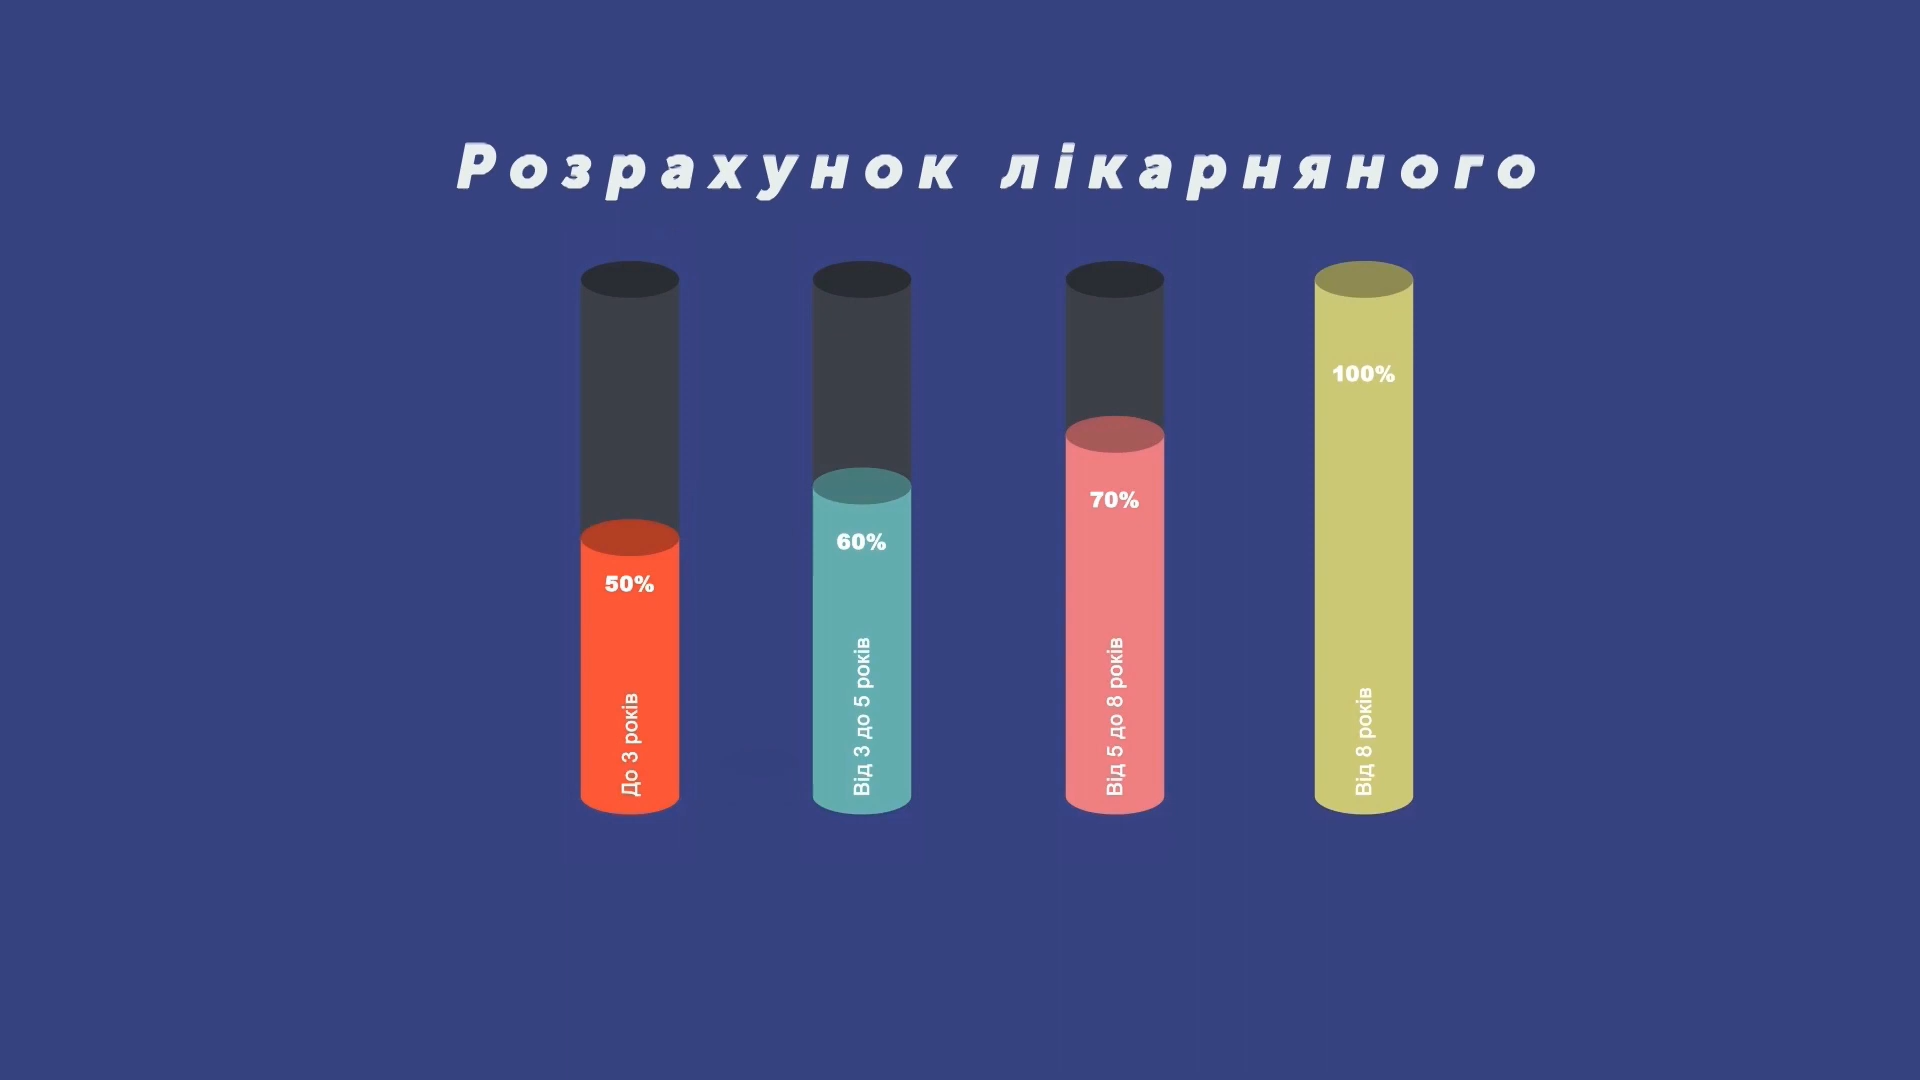 Розрахунок лікарняного
50%
До 3 років
60%
Від 3 до 5 років
70%
Від 5 до 8 років
100%
Від 8 років